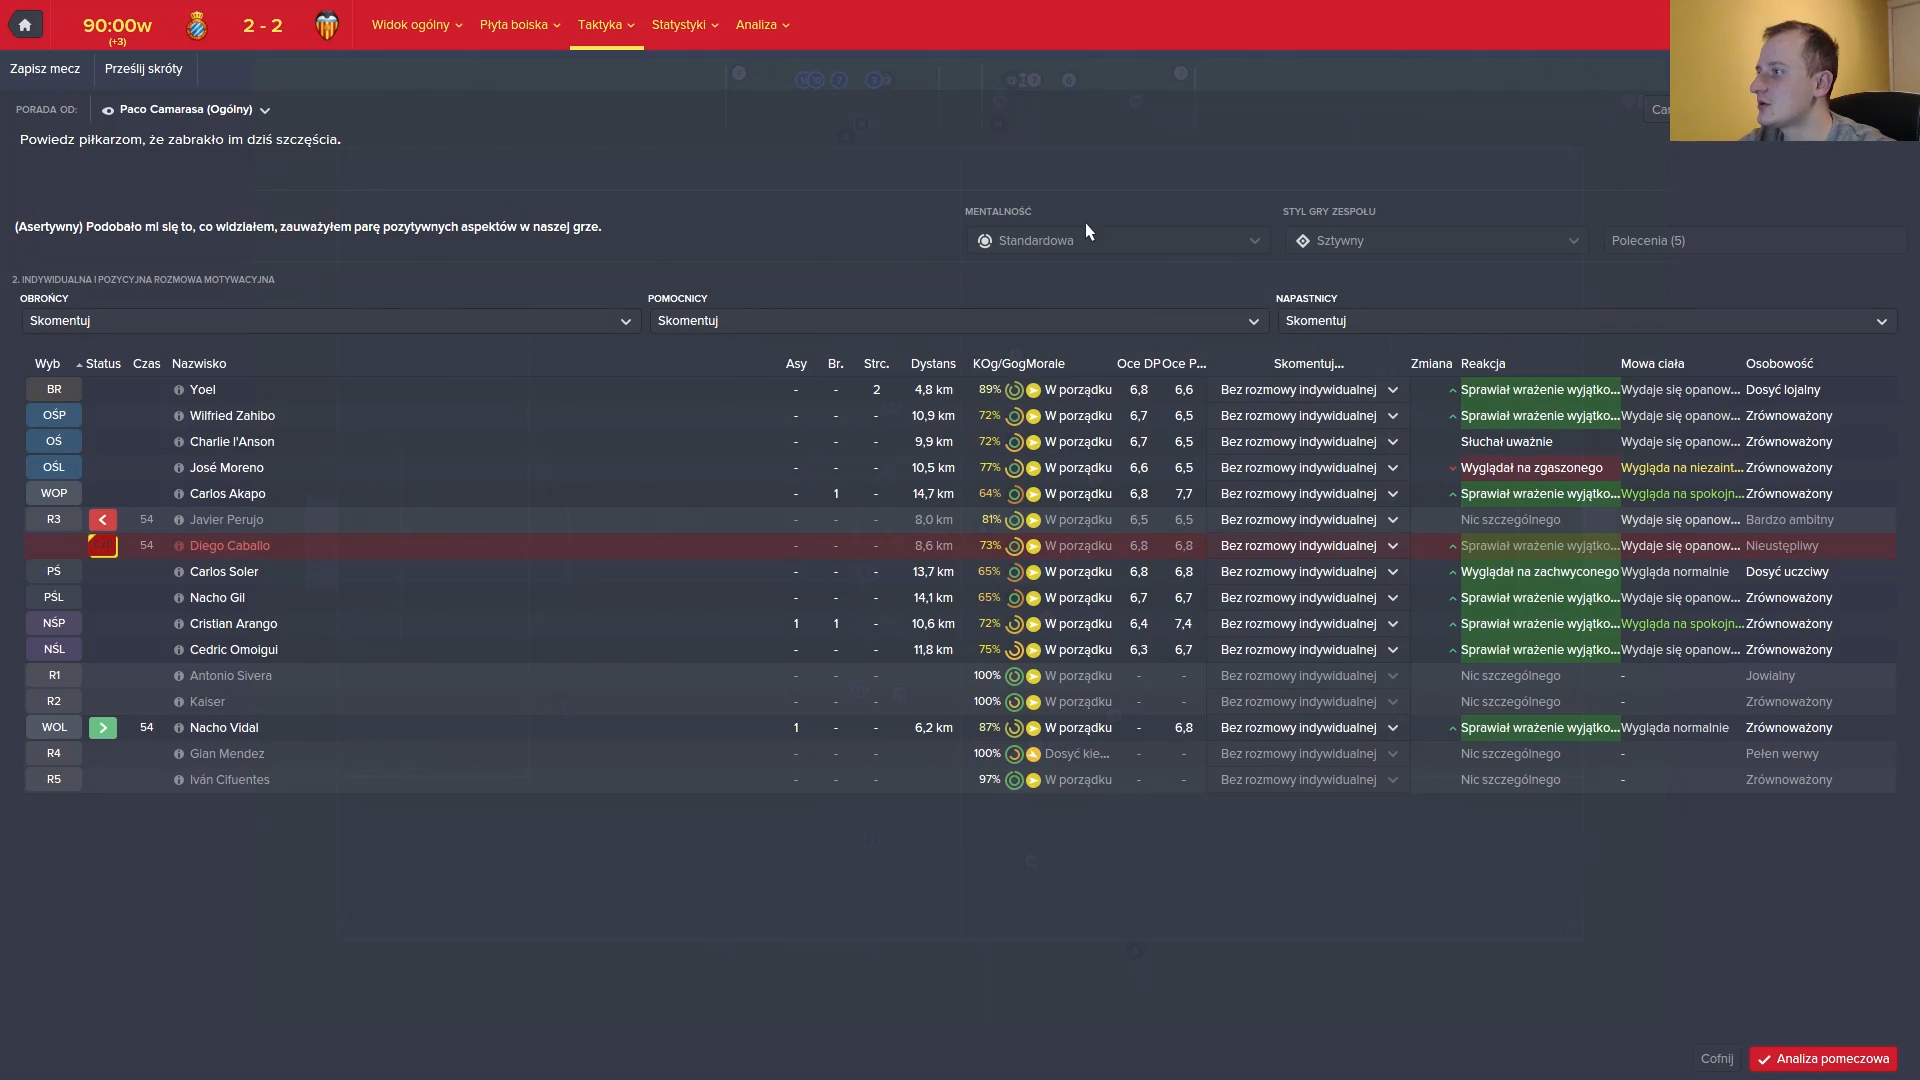 90:00w
(+3)
2 - 2
Widok ogólny
Płyta boiska
Taktyka
Statystyki
Analiza
Zapisz mecz
Prześlij skróty
PORADA OD:
Paco Camarasa (Ogólny)
Powiedz piłkarzom, że zabrakło im dziś szczęścia.
(Asertywny) Podobało mi się to, co widziałem, zauważyłem parę pozytywnych aspektów w naszej grze.
MENTALNOŚĆ
STYL GRY ZESPOŁU
Standardowa
Sztywny
Polecenia (5)
2. INDYWIDUALNA I POZYCYJNA ROZMOWA MOTYWACYJNA
OBROŃCY
POMOCNICY
NAPASTNICY
Skomentuj
Skomentuj
Skomentuj
Wyb Status Czas Nazwisko Asy Br. Strc. Dystans KOg/Gog Morale Oce DP Oce P... Skomentuj... Zmiana Reakcja Mowa ciała Osobowość
BR Yoel - - 2 4,8 km 89% W porządku 6,8 6,6 Bez rozmowy indywidualnej Sprawiał wrażenie wyjątko... Wydaje się opanow... Dosyć lojalny
OŚP Wilfried Zahibo - - - 10,9 km 72% W porządku 6,7 6,5 Bez rozmowy indywidualnej Sprawiał wrażenie wyjątko... Wydaje się opanow... Zrównoważony
OŚ Charlie l'Anson - - - 9,9 km 72% W porządku 6,7 6,5 Bez rozmowy indywidualnej Słuchał uważnie Wydaje się opanow... Zrównoważony
OŚL José Moreno - - - 10,5 km 77% W porządku 6,6 6,5 Bez rozmowy indywidualnej Wyglądał na zgaszonego Wygląda na niezaint... Zrównoważony
WOP Carlos Akapo - 1 - 14,7 km 64% W porządku 6,8 7,7 Bez rozmowy indywidualnej Sprawiał wrażenie wyjątko... Wygląda na spokojn... Zrównoważony
R3 54 Javier Perujo - - - 8,0 km 81% W porządku 6,5 6,5 Bez rozmowy indywidualnej Nic szczególnego Wydaje się opanow... Bardzo ambitny
54 Diego Caballo - - - 8,6 km 73% W porządku 6,8 6,8 Bez rozmowy indywidualnej Sprawiał wrażenie wyjątko... Wydaje się opanow... Nieustępliwy
PŚ Carlos Soler - - - 13,7 km 65% W porządku 6,8 6,8 Bez rozmowy indywidualnej Wyglądał na zachwyconego Wygląda normalnie Dosyć uczciwy
PŚL Nacho Gil - - - 14,1 km 65% W porządku 6,7 6,7 Bez rozmowy indywidualnej Sprawiał wrażenie wyjątko... Wydaje się opanow... Zrównoważony
NŚP Cristian Arango 1 1 - 10,6 km 72% W porządku 6,4 7,4 Bez rozmowy indywidualnej Sprawiał wrażenie wyjątko... Wygląda na spokojn... Zrównoważony
NŚL Cedric Omoigui - - - 11,8 km 75% W porządku 6,3 6,7 Bez rozmowy indywidualnej Sprawiał wrażenie wyjątko... Wydaje się opanow... Zrównoważony
R1 Antonio Sivera 100% W porządku - - Bez rozmowy indywidualnej Nic szczególnego - Jowialny
R2 Kaiser 100% W porządku - - Bez rozmowy indywidualnej Nic szczególnego - Zrównoważony
WOL 54 Nacho Vidal 1 - - 6,2 km 87% W porządku - 6,8 Bez rozmowy indywidualnej Sprawiał wrażenie wyjątko... Wygląda normalnie Zrównoważony
R4 Gian Mendez - - - 100% Dosyć kie... - - Bez rozmowy indywidualnej Nic szczególnego - Pełen werwy
R5 Iván Cifuentes - - - 97% W porządku - - Bez rozmowy indywidualnej Nic szczególnego - Zrównoważony
Cofnij
Analiza pomeczowa